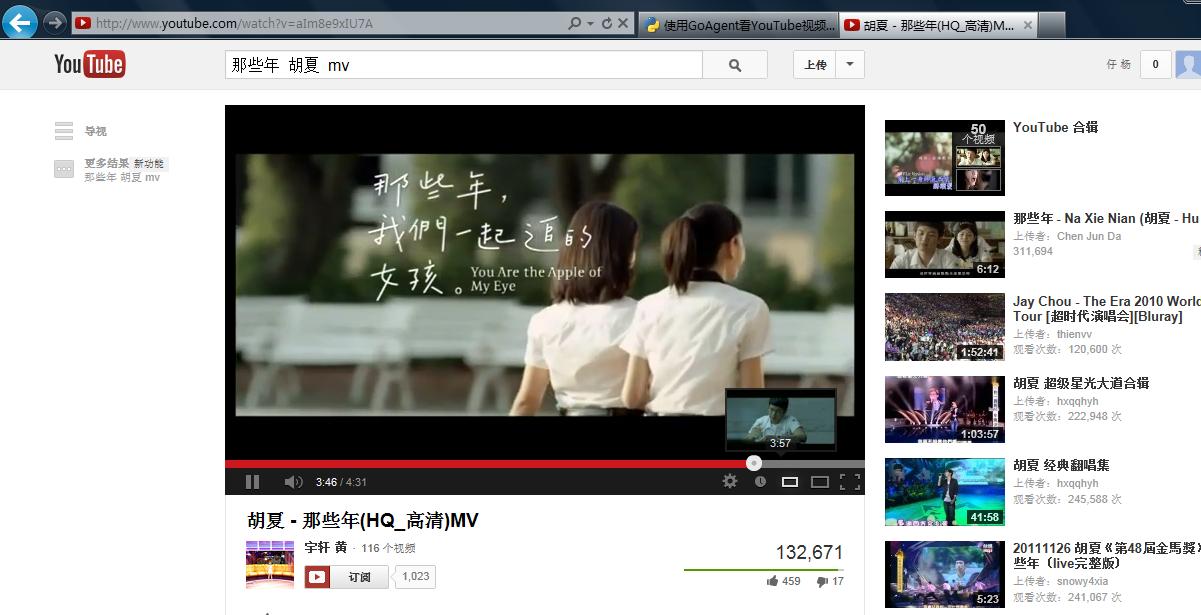 http://www.youtube.com/watch?v=aIm8e9xIU7A
使用GoAgent看YouTube视频...
胡夏 - 那些年(HQ_高清)M...
YouTube
那些年 胡夏 mv
上传
仔 杨
0
导视
更多结果 新功能
那些年 胡夏 mv
那些年，
我們一起追的
女孩。
You Are the Apple of
My Eye
3:57
3:46 / 4:31
胡夏 - 那些年(HQ_高清)MV
宇轩 黄 · 116 个视频
订阅
1,023
132,671
459
17
50
个视频
YouTube 合辑
6:12
那些年 - Na Xie Nian (胡夏 - Hu
上传者： Chen Jun Da
311,694
1:52:41
Jay Chou - The Era 2010 World
Tour [超时代演唱会][Bluray]
上传者： thienvv
观看次数： 120,600 次
1:03:57
胡夏 超级星光大道合辑
上传者： hxqqhyh
观看次数： 222,948 次
41:58
胡夏 经典翻唱集
上传者： hxqqhyh
观看次数： 245,588 次
5:23
20111126 胡夏《第48届金馬獎》
些年（live完整版）
上传者： snowy4xia
观看次数： 241,067 次